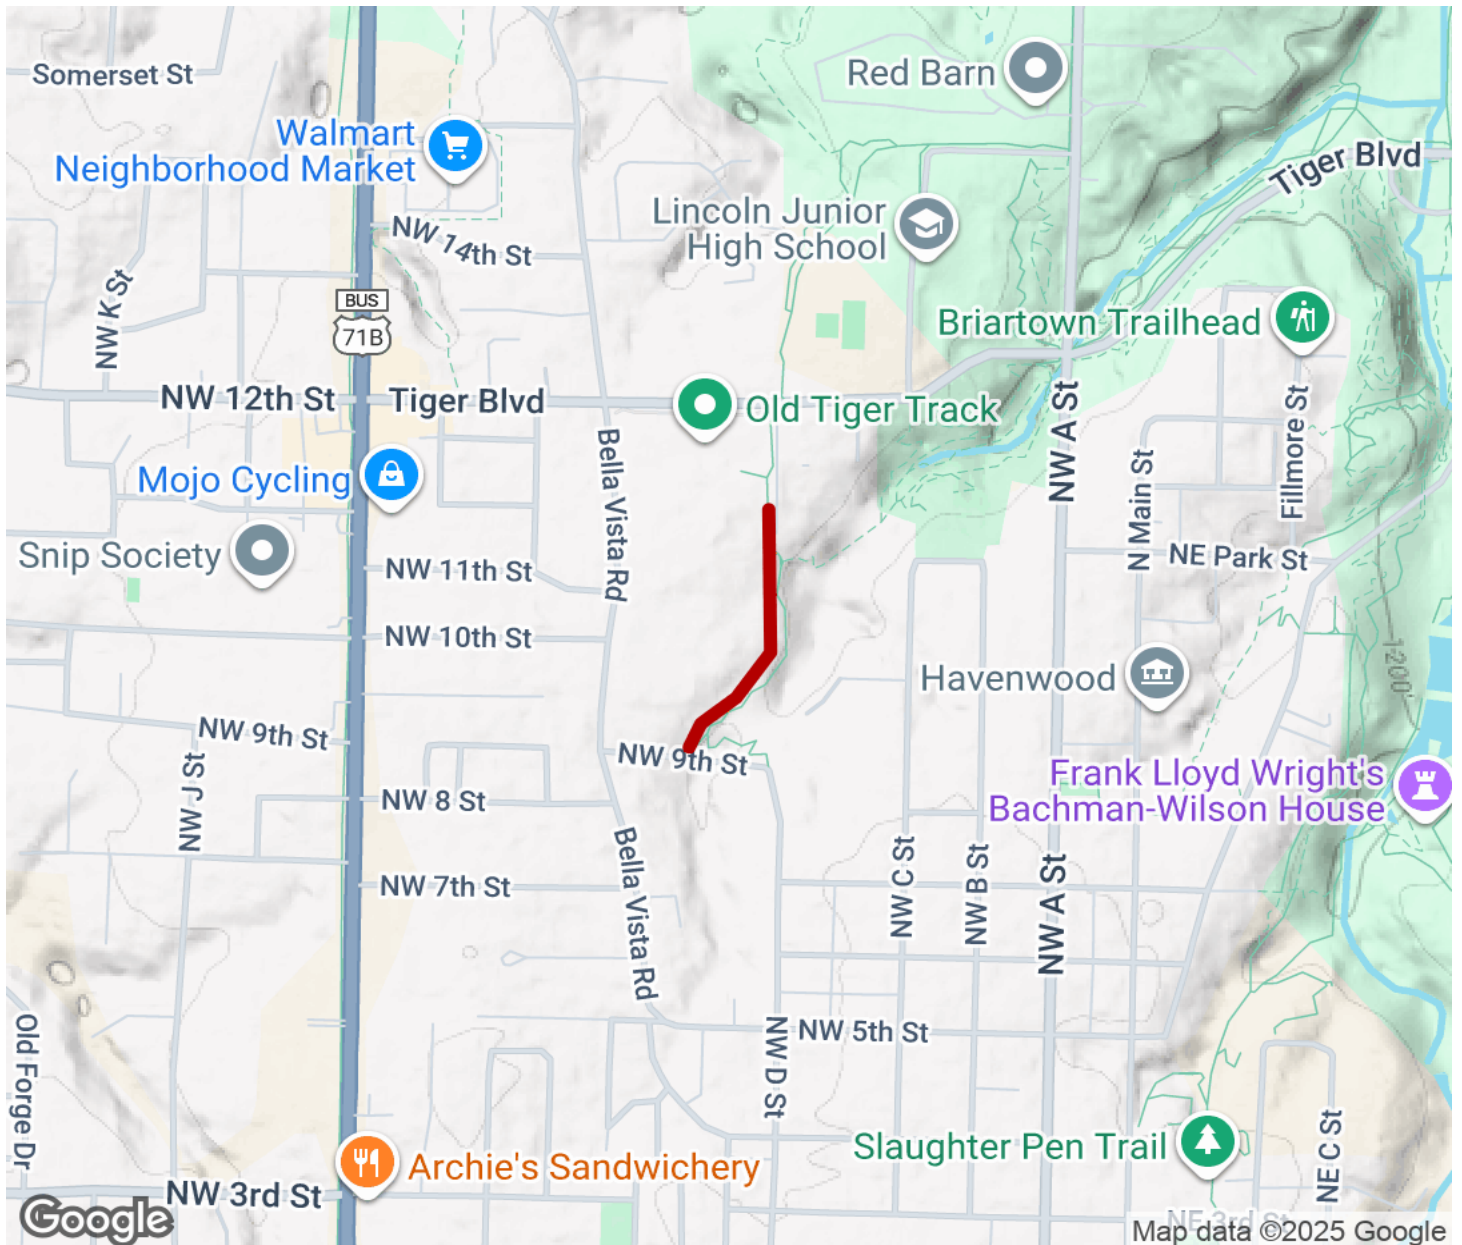 Somerset St
Red Barn
Walmart
Neighborhood Market
Tiger Blvd
Lincoln Junior
High School
NW 14th St
NW K St
BUS
71B
Briartown Trailhead
NW 12th St
Tiger Blvd
Old Tiger Track
Fillmore St
NW A St
Bella Vista Rd
N Main St
Mojo Cycling
Snip Society
NW 11th St
NE Park St
NW 10th St
1-200'
Havenwood
NW 9th St
NW 9th St
Frank Lloyd Wright's
Bachman-Wilson House
NW J St
NW 8 St
NW 7th St
Bella Vista Rd
NW C St
NW B St
NW A St
NW 5th St
Old Forge Dr
NW D St
Slaughter Pen Trail
NE C St
Archie's Sandwichery
NW 3rd St
NE 3rd St
Google
Map data ©2025 Google